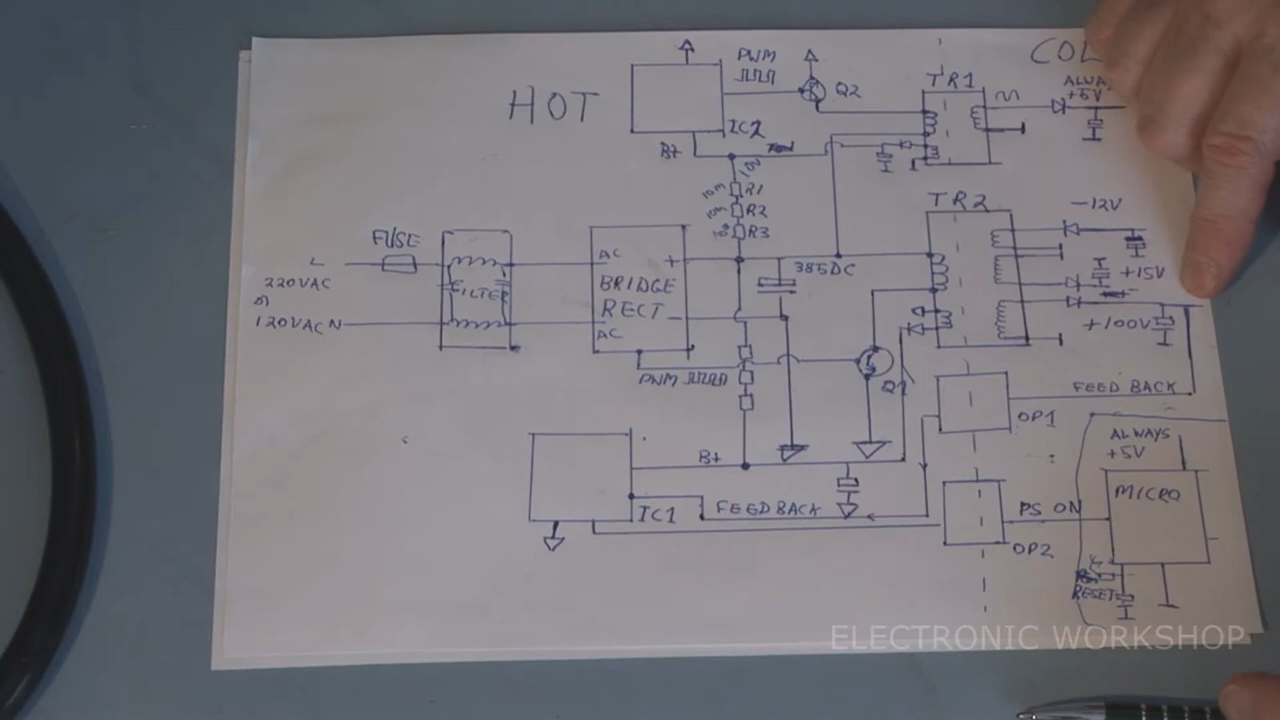 HOT
COL
PWM
Q2
TR1
ALWA
+5V
IC2
B+
R1
R2
R3
TR2
-12V
FUSE
L
220VAC
120VAC N
FILTER
AC
+
BRIDGE
RECT
-
AC
385DC
+15V
+100V
PWM
Q1
FEED BACK
OP1
ALWAYS
+5V
B+
MICRO
IC1
FEED BACK
PS ON
OP2
RESET
ELECTRONIC WORKSHOP